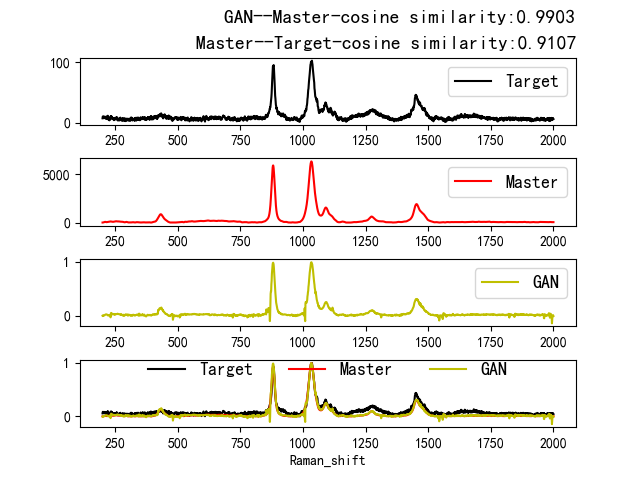 GAN--Master-cosine similarity:0.9903
Master--Target-cosine similarity:0.9107
100
0
Target
250 500 750 1000 1250 1500 1750 2000
5000
0
Master
250 500 750 1000 1250 1500 1750 2000
1
0
GAN
250 500 750 1000 1250 1500 1750 2000
1
0
Target Master GAN
250 500 750 1000 1250 1500 1750 2000
Raman_shift